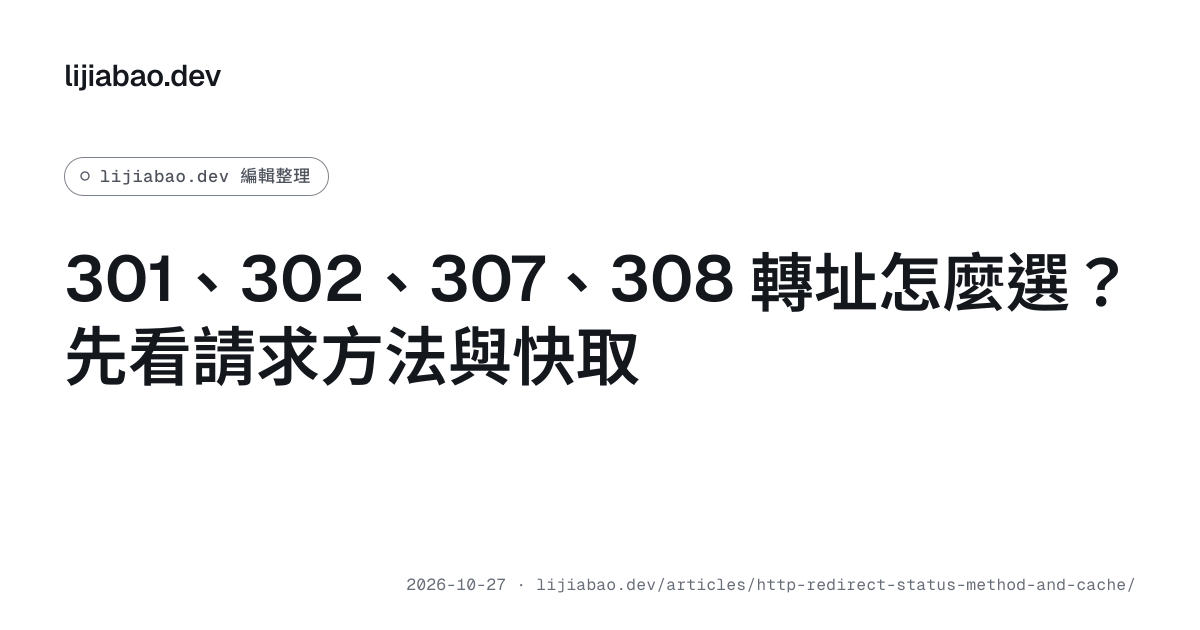 lijiabao.dev
lijiabao.dev 編輯整理
301、302、307、308 轉址怎麼選？
先看請求方法與快取
2026-10-27 · lijiabao.dev/articles/http-redirect-status-method-and-cache/